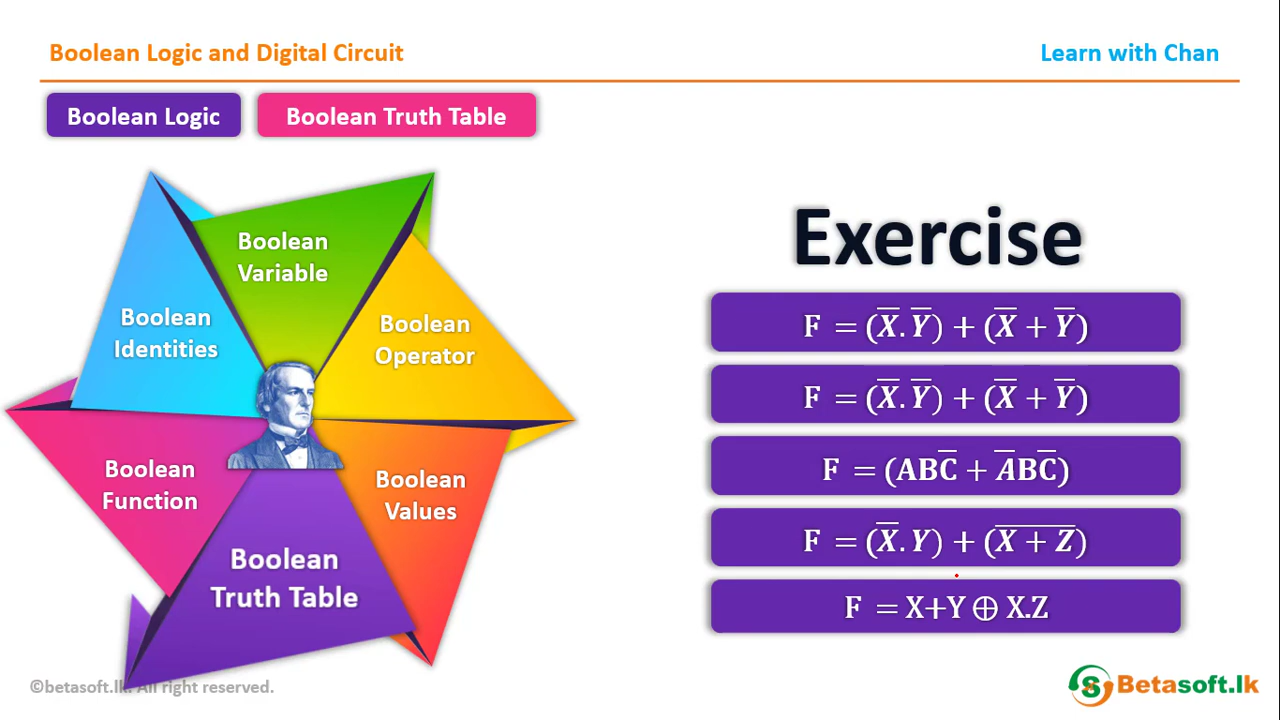 Boolean Logic and Digital Circuit
Learn with Chan
Boolean Logic
Boolean Truth Table
Boolean
Variable
Boolean
Identities
Boolean
Operator
Boolean
Function
Boolean
Values
Boolean
Truth Table
Exercise
F = (X̅.Y̅) + (X̅ + Y̅)
F = (X̅.Y̅) + (X̅ + Y̅)
F = (ABC̅ + A̅BC̅)
F = (X̅.Y) + (X̅ ̅+̅ ̅Z̅)
F = X+Y ⊕ X.Z
©betasoft.lk. All right reserved.
Betasoft.lk